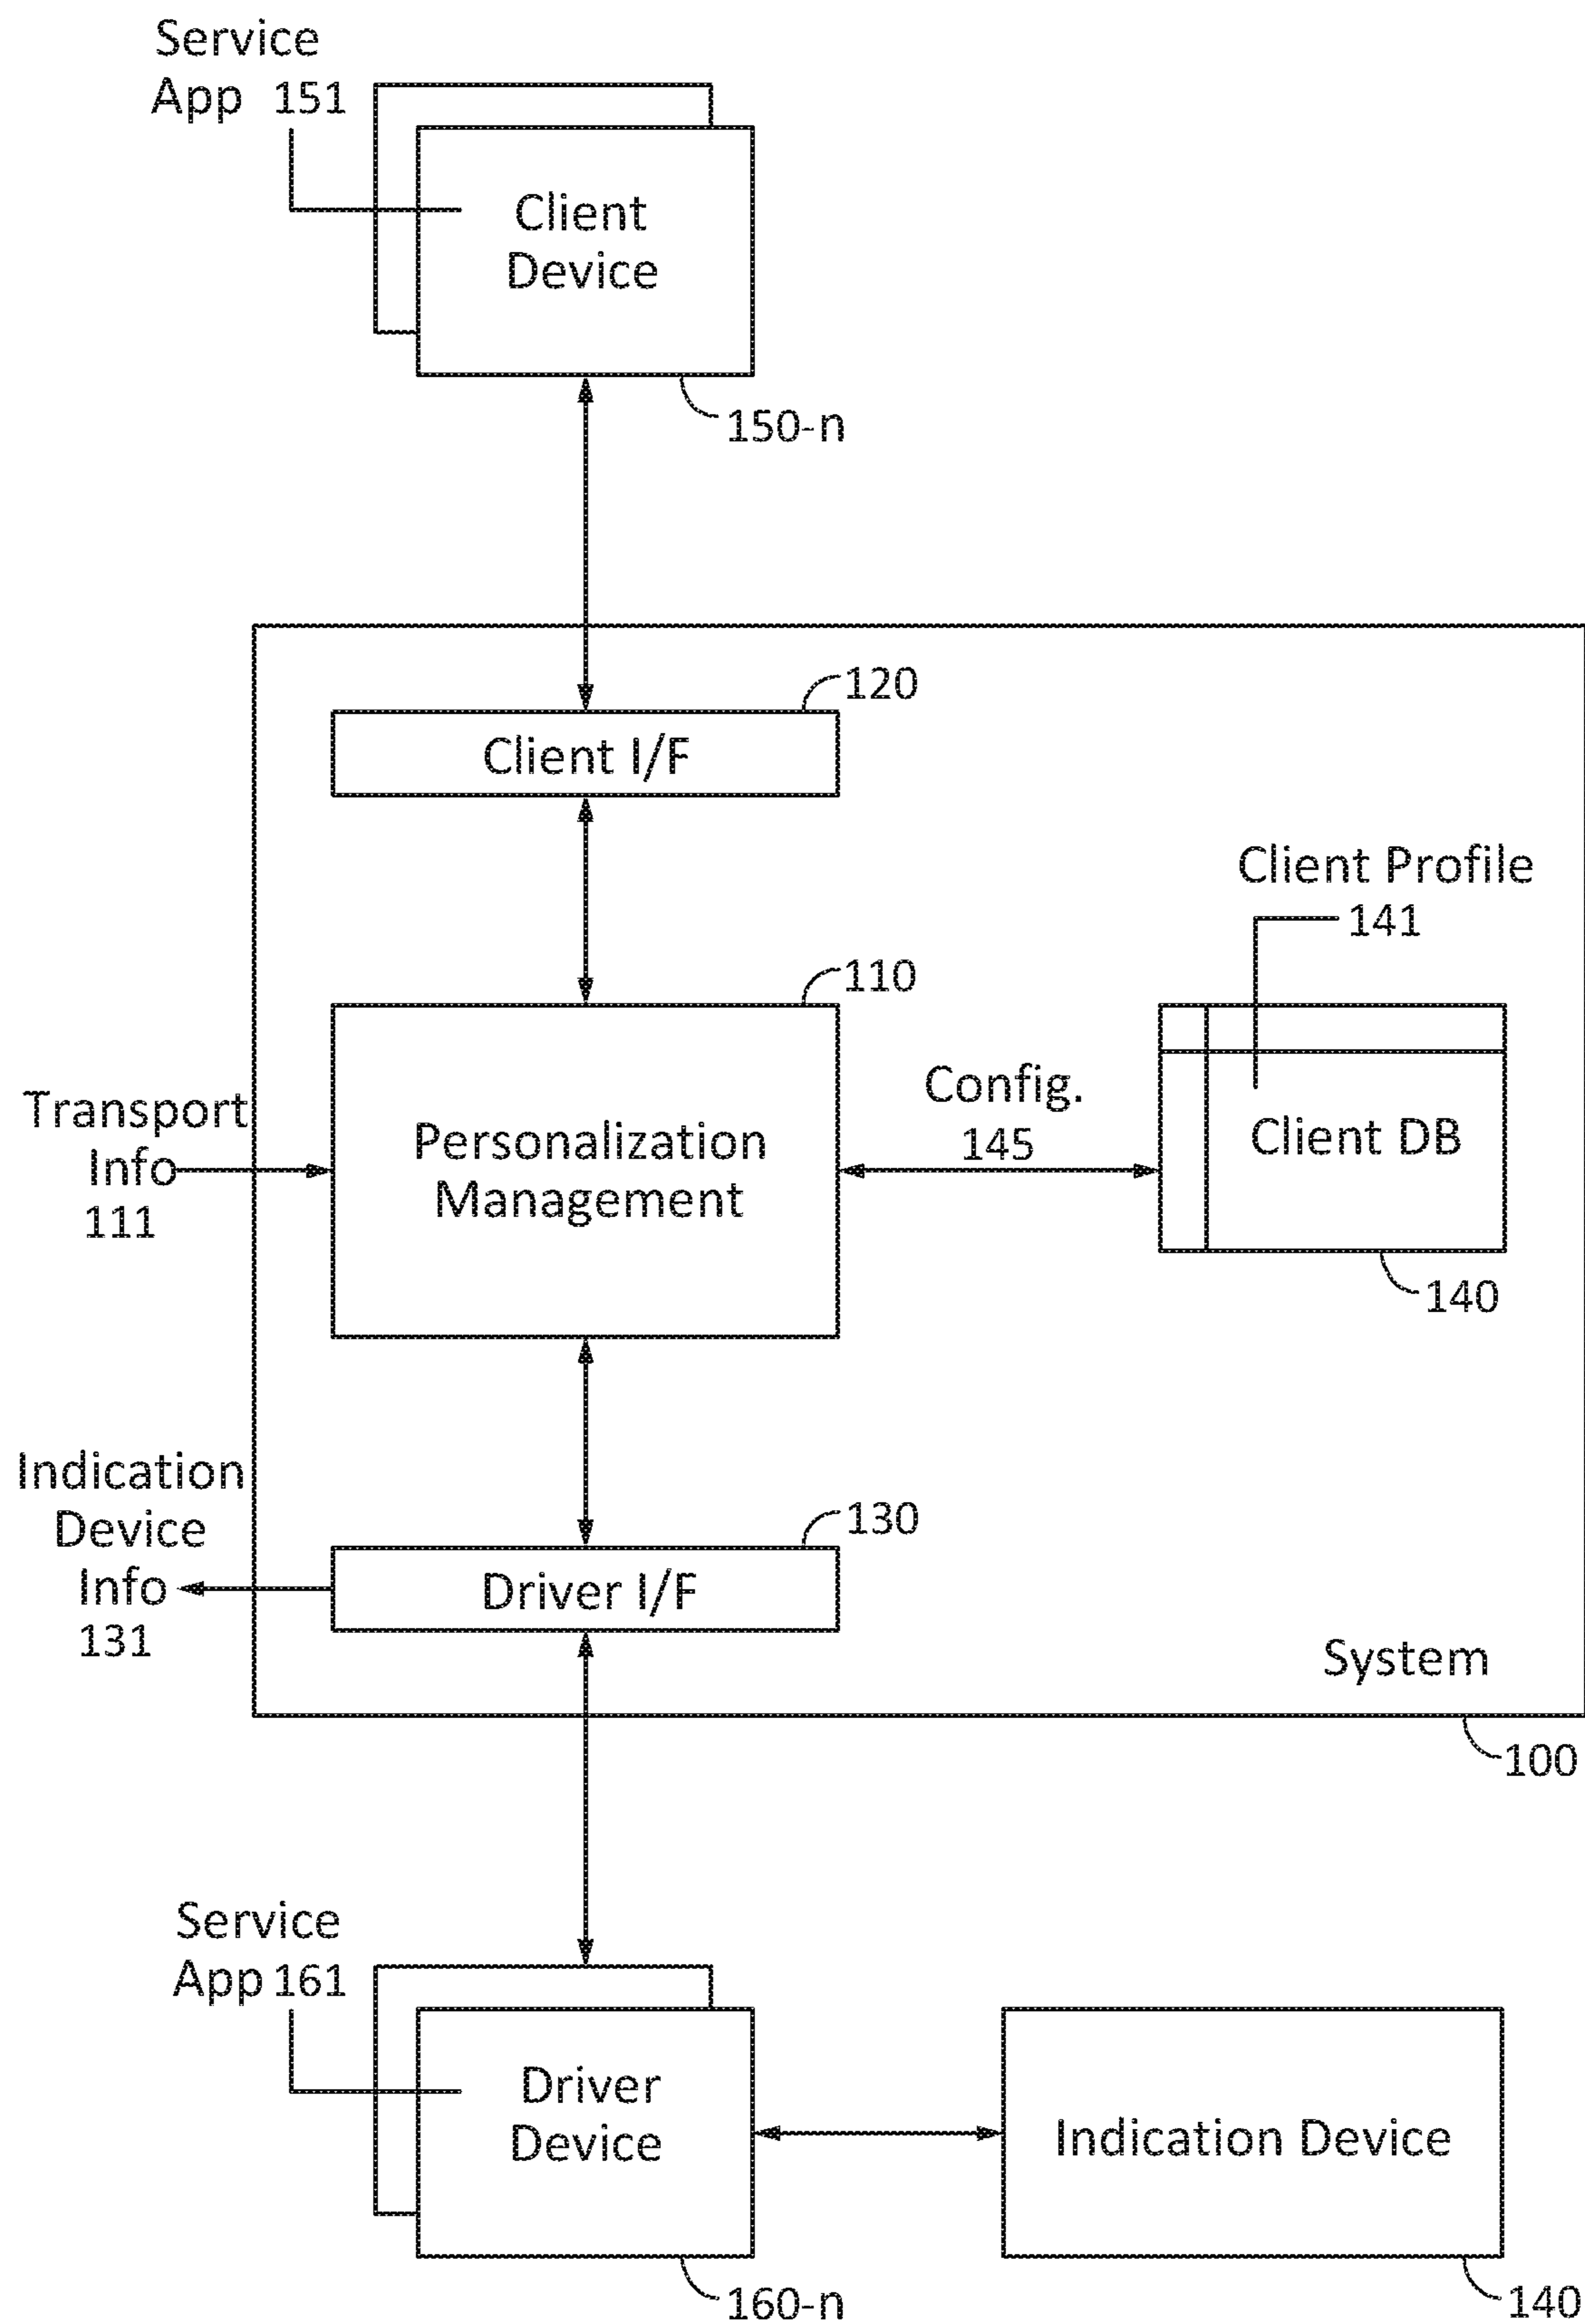 Service
App 151
Client
Device
150-n
120
Client I/F
Client Profile
141
110
Transport
Info
111
Personalization
Management
Config.
145
Client DB
140
Indication
Device
Info
131
130
Driver I/F
System
100
Service
App 161
Driver
Device
160-n
Indication Device
140